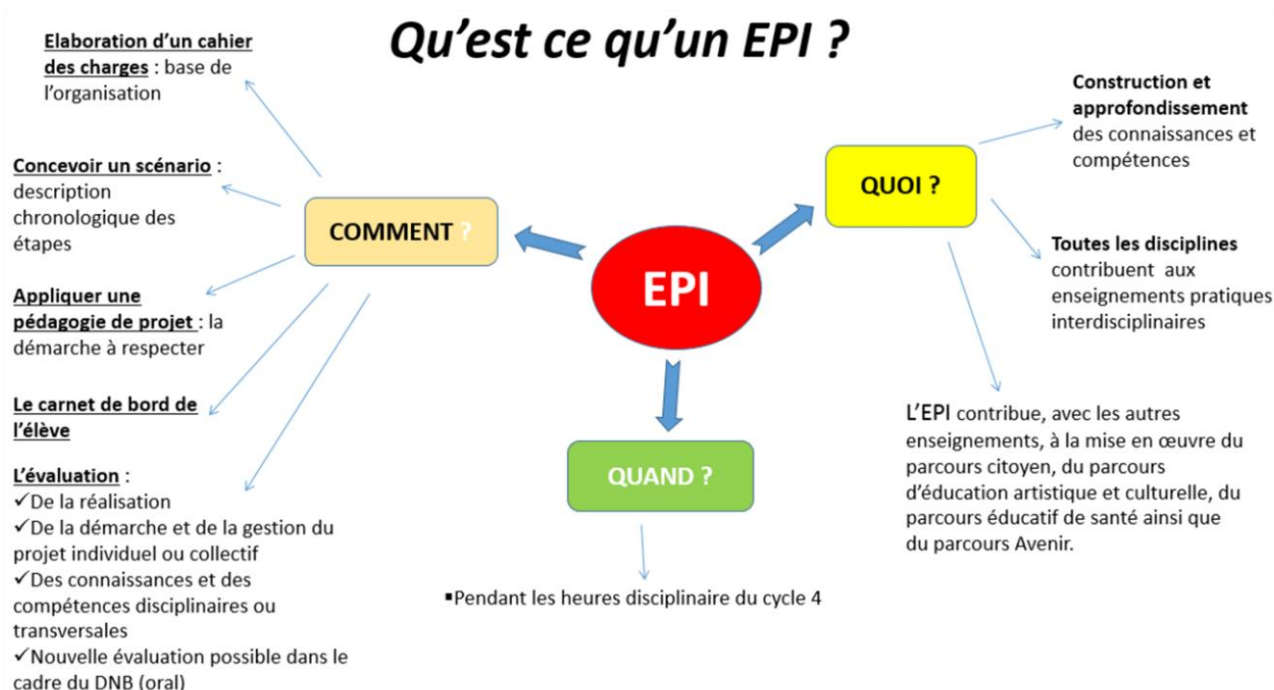 Qu'est ce qu'un EPI ?
Elaboration d'un cahier
des charges : base de
l'organisation
Concevoir un scénario :
description
chronologique des
étapes
Appliquer une
pédagogie de projet : la
démarche à respecter
Le carnet de bord de
l'élève
L'évaluation :
✓De la réalisation
✓De la démarche et de la gestion du
projet individuel ou collectif
✓Des connaissances et des
compétences disciplinaires ou
transversales
✓Nouvelle évaluation possible dans le
cadre du DNB (oral)
COMMENT ?
EPI
QUAND ?
▪Pendant les heures disciplinaire du cycle 4
QUOI ?
Construction et
approfondissement
des connaissances et
compétences
Toutes les disciplines
contribuent aux
enseignements pratiques
interdisciplinaires
L'EPI contribue, avec les autres
enseignements, à la mise en œuvre du
parcours citoyen, du parcours
d'éducation artistique et culturelle, du
parcours éducatif de santé ainsi que
du parcours Avenir.